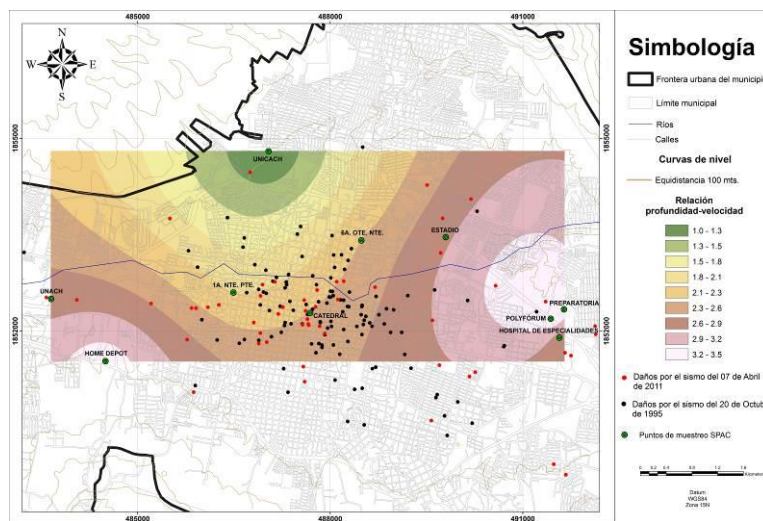 485000 488000 491000
1855000 1855000
1852000 1852000
N
W E
S
UNICACH
6A. OTE. NTE.
ESTADIO
UNACH
1A. NTE. PTE.
CATEDRAL
PREPARATORIA
POLYFÓRUM
HOSPITAL DE ESPECIALIDADES
HOME DEPOT
485000 488000 491000
Simbología
Frontera urbana del municipi
Límite municipal
Ríos
Calles
Curvas de nivel
Equidistancia 100 mts.
Relación
profundidad-velocidad
1.0 - 1.3
1.3 - 1.5
1.5 - 1.8
1.8 - 2.1
2.1 - 2.3
2.3 - 2.6
2.6 - 2.9
2.9 - 3.2
3.2 - 3.5
Daños por el sismo del 07 de Abril
de 2011
Daños por el sismo del 20 de Octub
de 1995
Puntos de muestreo SPAC
Datum
WGS84
Zona 15N